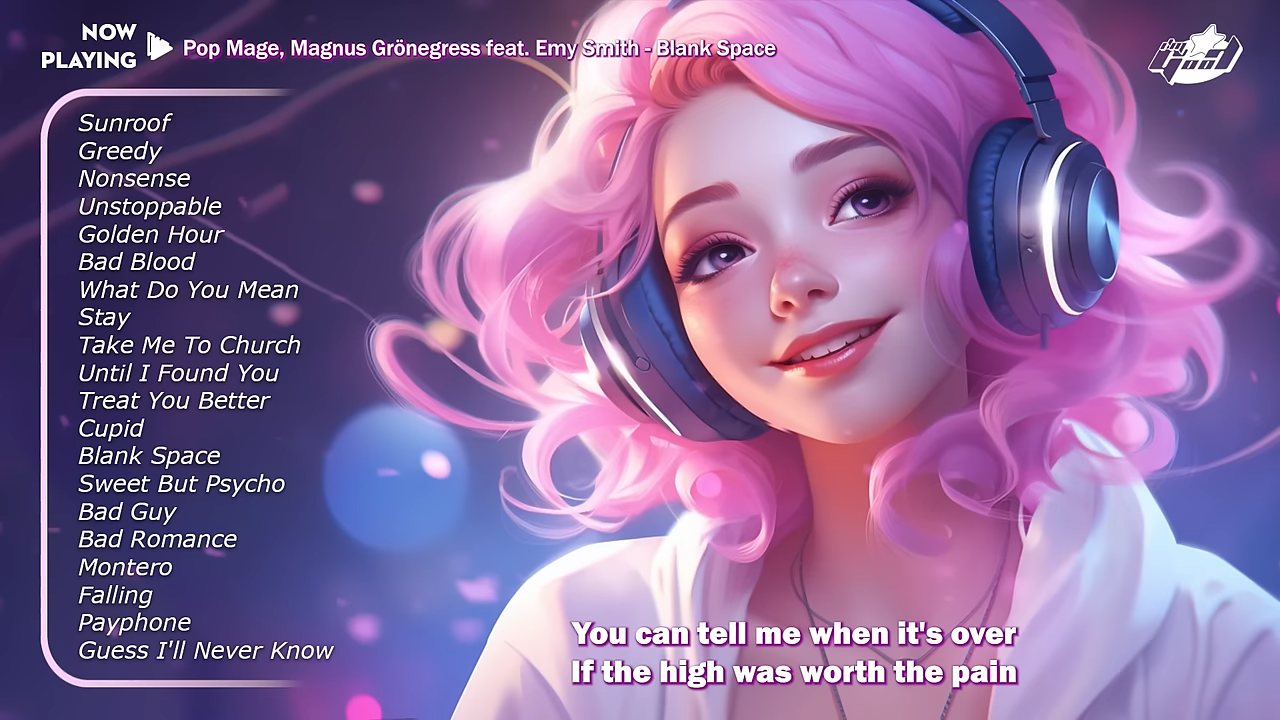 NOW
PLAYING
Pop Mage, Magnus Grönegress feat. Emy Smith - Blank Space
Sunroof
Greedy
Nonsense
Unstoppable
Golden Hour
Bad Blood
What Do You Mean
Stay
Take Me To Church
Until I Found You
Treat You Better
Cupid
Blank Space
Sweet But Psycho
Bad Guy
Bad Romance
Montero
Falling
Payphone
Guess I'll Never Know
You can tell me when it's over
If the high was worth the pain